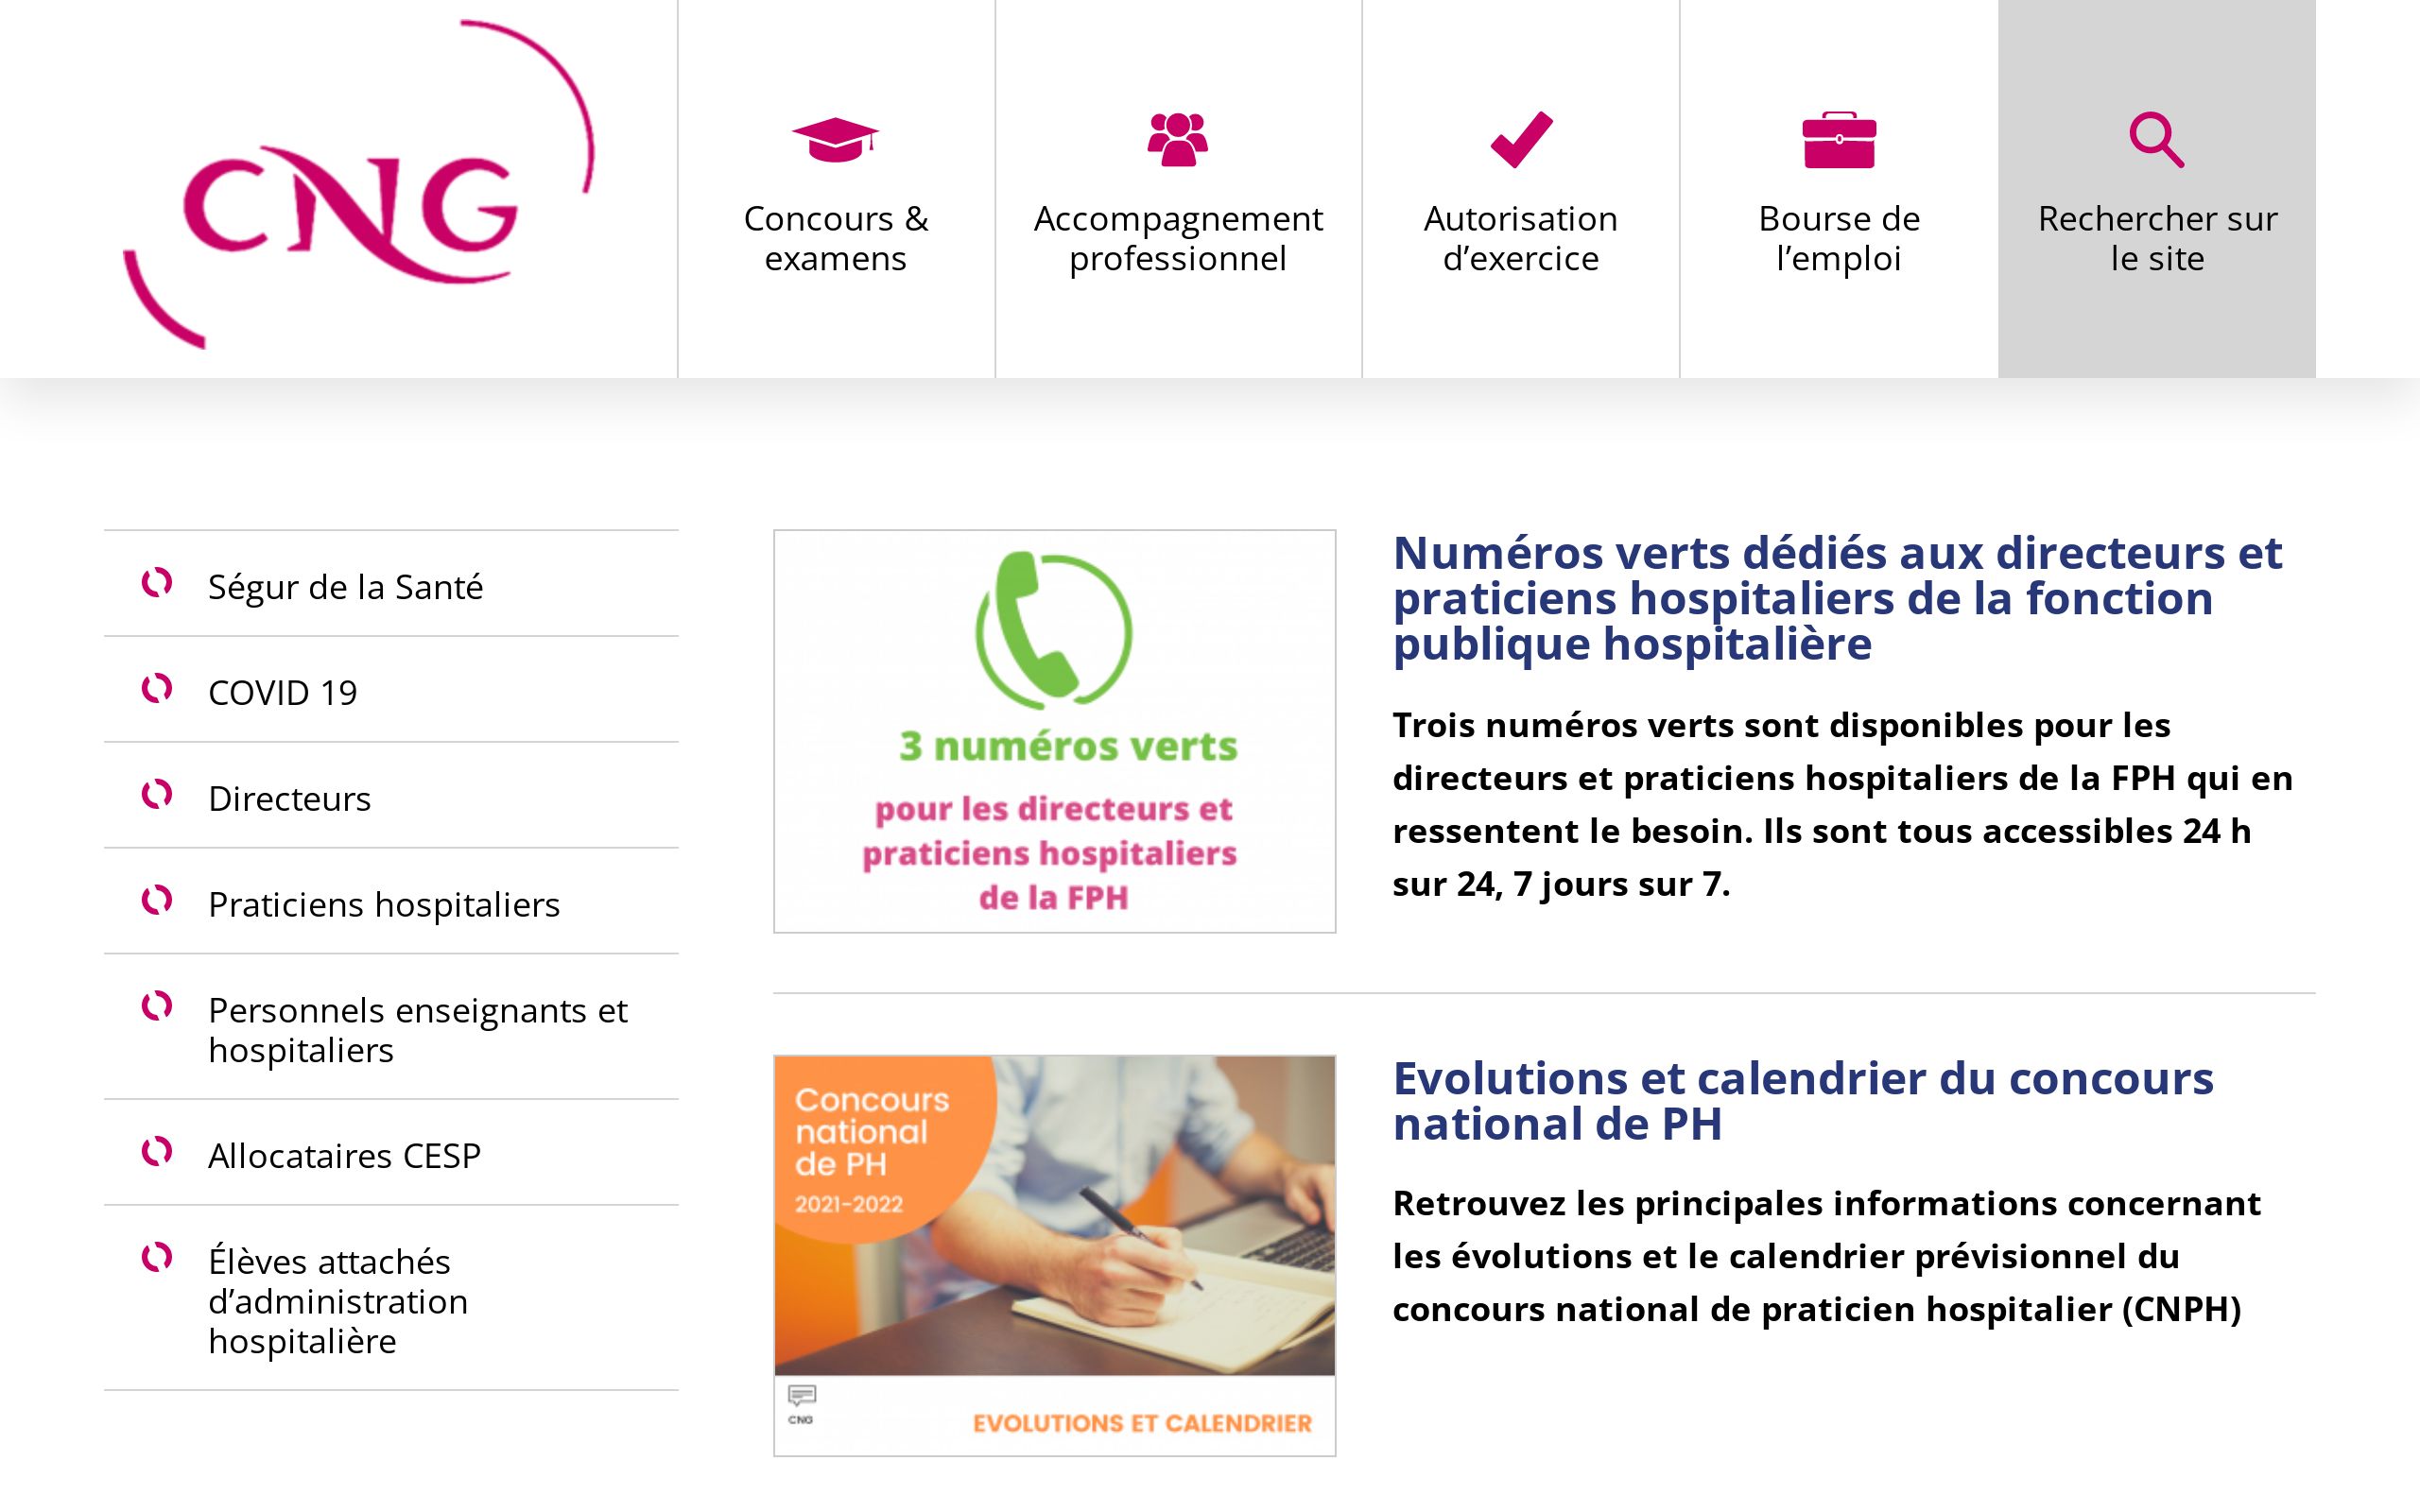 CNG
Concours &
examens
Accompagnement
professionnel
Autorisation
d’exercice
Bourse de
l’emploi
Rechercher sur
le site
Ségur de la Santé
COVID 19
Directeurs
Praticiens hospitaliers
Personnels enseignants et
hospitaliers
Allocataires CESP
Élèves attachés
d’administration
hospitalière
3 numéros verts
pour les directeurs et
praticiens hospitaliers
de la FPH
Numéros verts dédiés aux directeurs et
praticiens hospitaliers de la fonction
publique hospitalière
Trois numéros verts sont disponibles pour les
directeurs et praticiens hospitaliers de la FPH qui en
ressentent le besoin. Ils sont tous accessibles 24 h
sur 24, 7 jours sur 7.
Concours
national
de PH
2021-2022
CNG
EVOLUTIONS ET CALENDRIER
Evolutions et calendrier du concours
national de PH
Retrouvez les principales informations concernant
les évolutions et le calendrier prévisionnel du
concours national de praticien hospitalier (CNPH)